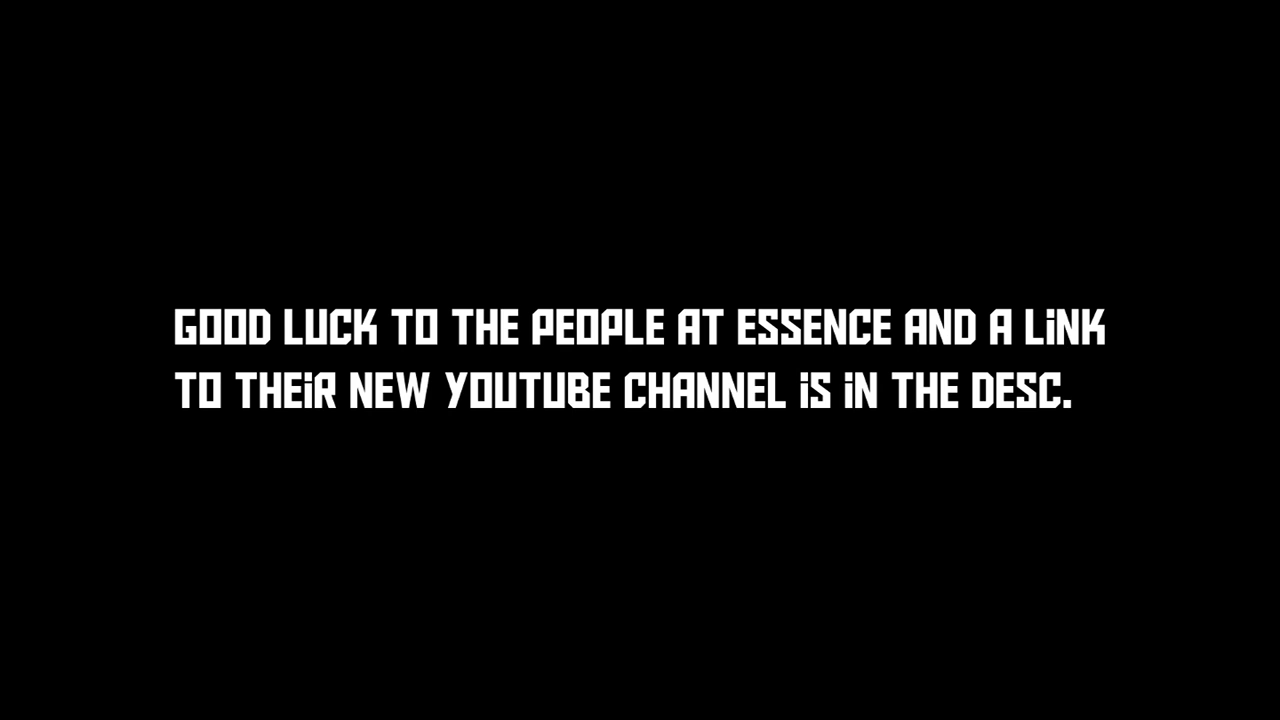 GOOD LUCK TO THE PEOPLE AT ESSENCE AND A LiNK
TO THEiR NEW YOUTUBE CHANNEL iS iN THE DESC.